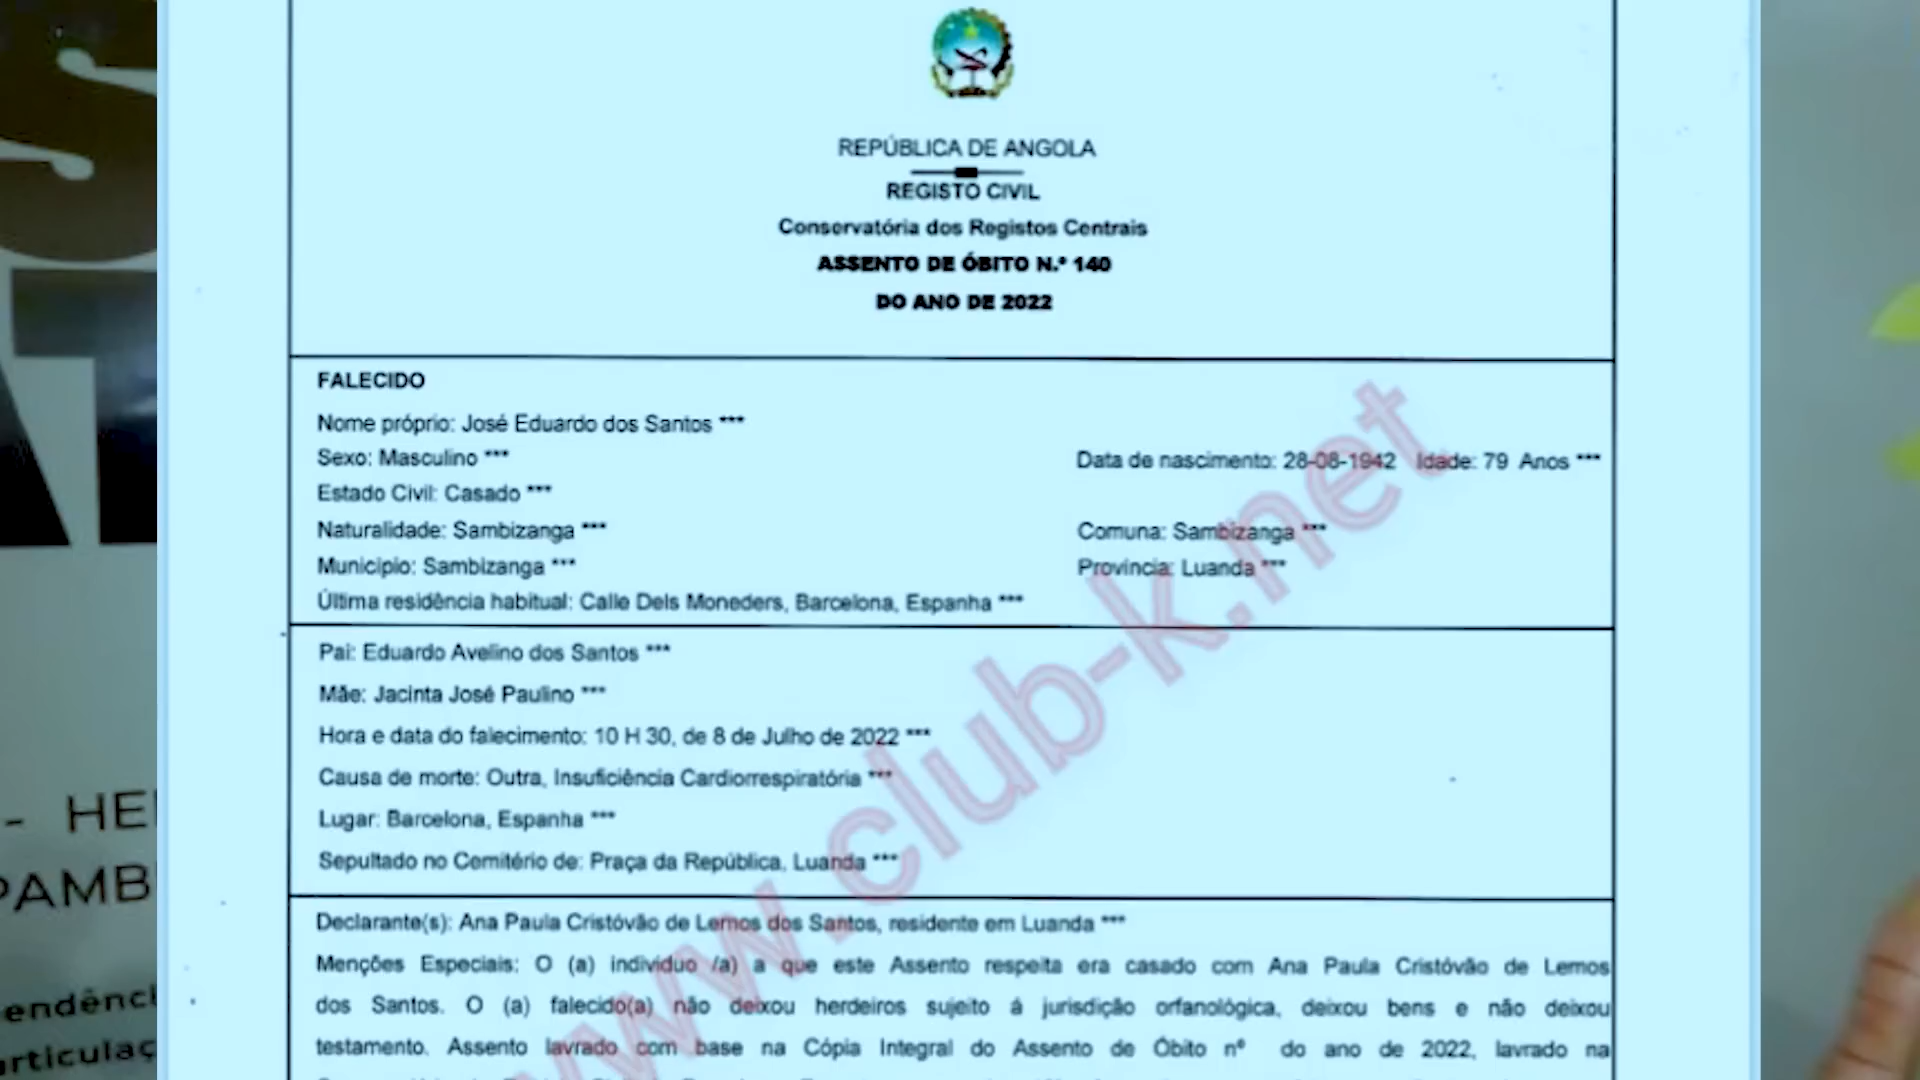 REPÚBLICA DE ANGOLA
REGISTO CIVIL
Conservatória dos Registos Centrais
ASSENTO DE ÓBITO N.º 140
DO ANO DE 2022
FALECIDO
Nome próprio: José Eduardo dos Santos ***
Sexo: Masculino ***
Data de nascimento: 28-08-1942 Idade: 79 Anos ***
Estado Civil: Casado ***
Naturalidade: Sambizanga ***
Comuna: Sambizanga ***
Município: Sambizanga ***
Província: Luanda ***
Última residência habitual: Calle Dels Moneders, Barcelona, Espanha ***
Pai: Eduardo Avelino dos Santos ***
Mãe: Jacinta José Paulino ***
Hora e data do falecimento: 10 H 30, de 8 de Julho de 2022 ***
Causa de morte: Outra, Insuficiência Cardiorrespiratória ***
Lugar: Barcelona, Espanha ***
Sepultado no Cemitério de: Praça da República, Luanda ***
Declarante(s): Ana Paula Cristóvão de Lemos dos Santos, residente em Luanda ***
Menções Especiais: O (a) individuo /a) a que este Assento respeita era casado com Ana Paula Cristóvão de Lemos
dos Santos. O (a) falecido(a) não deixou herdeiros sujeito á jurisdição orfanológica, deixou bens e não deixou
testamento. Assento lavrado com base na Cópia Integral do Assento de Óbito nº do ano de 2022, lavrado na
www.club-k.net
- HE
PAMB
endênci
articulaç